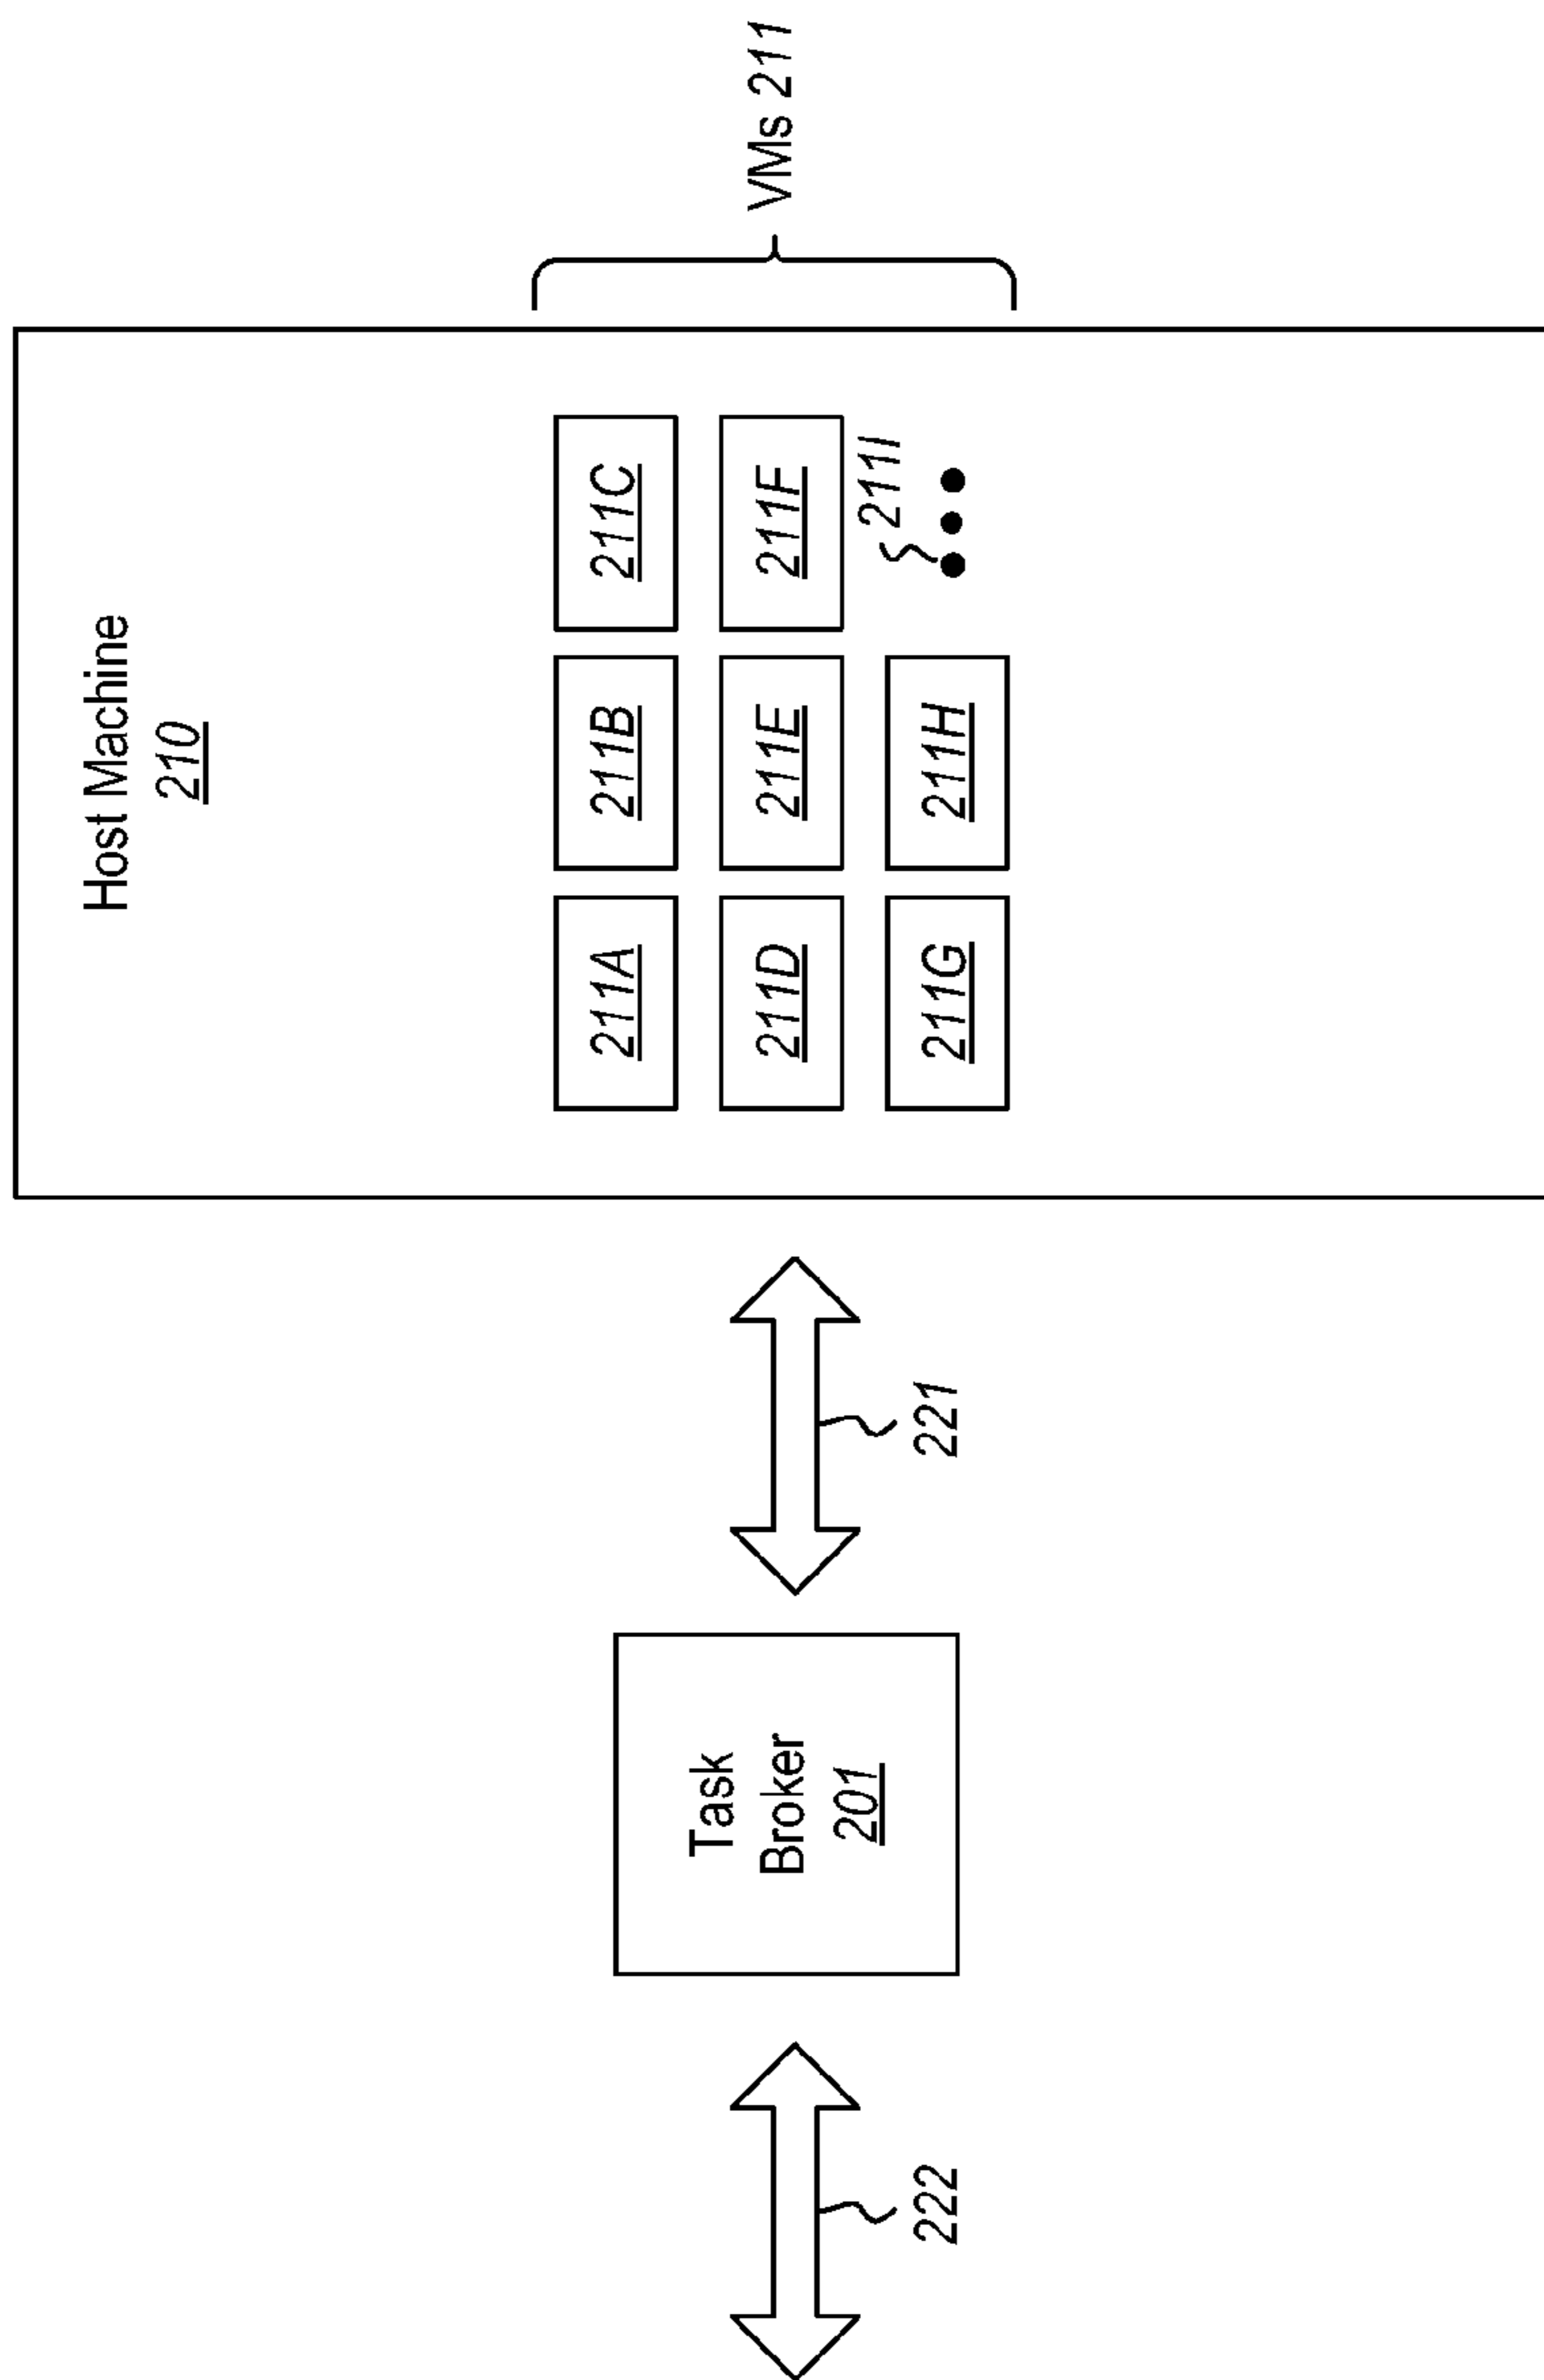 Host Machine
210
211A
211B
211C
211D
211E
211F
211G
211H
211I
VMs 211
221
Task
Broker
201
222